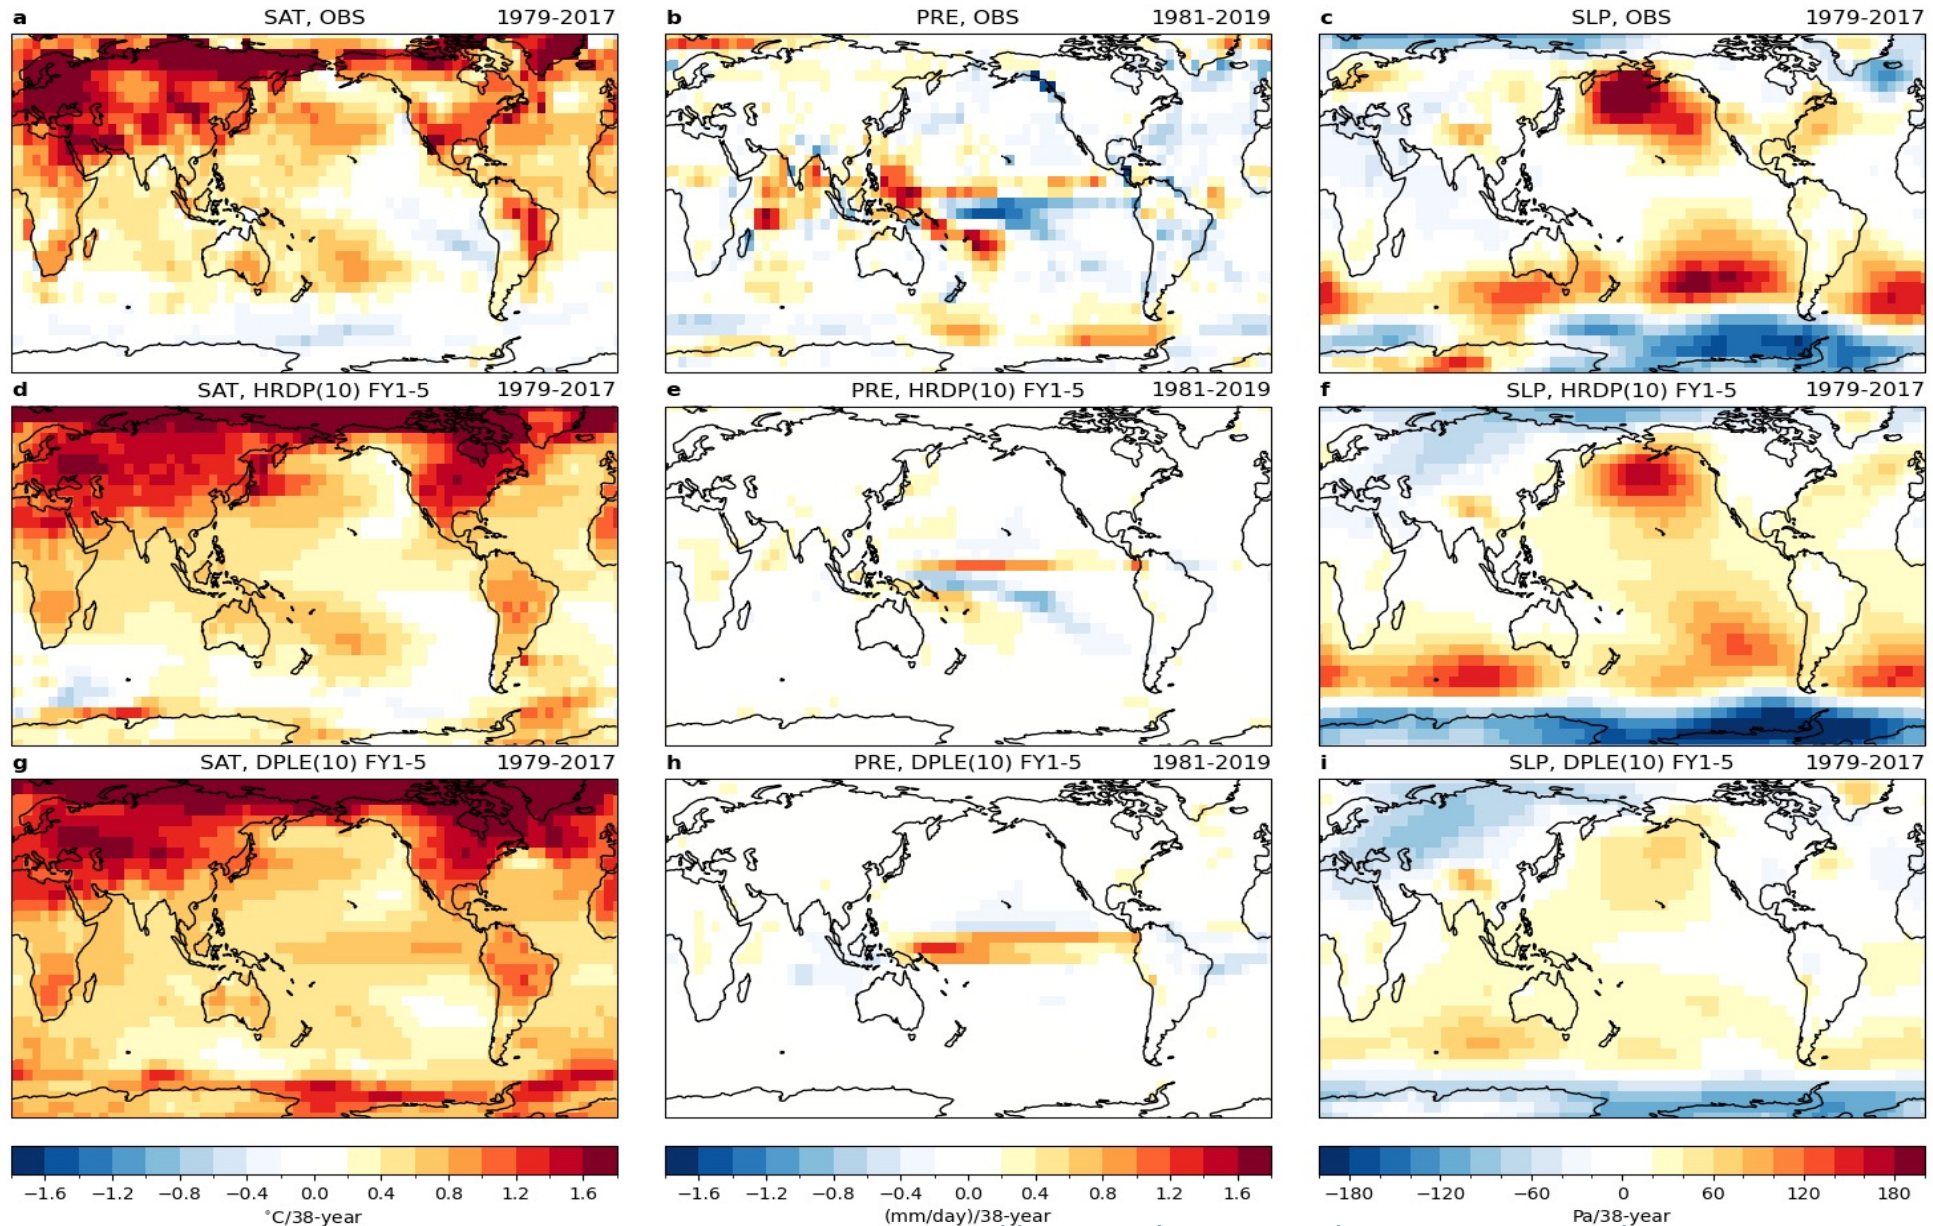 a SAT, OBS 1979-2017
b PRE, OBS 1981-2019
c SLP, OBS 1979-2017
d SAT, HRDP(10) FY1-5 1979-2017
e PRE, HRDP(10) FY1-5 1981-2019
f SLP, HRDP(10) FY1-5 1979-2017
g SAT, DPLE(10) FY1-5 1979-2017
h PRE, DPLE(10) FY1-5 1981-2019
i SLP, DPLE(10) FY1-5 1979-2017
−1.6 −1.2 −0.8 −0.4 0.0 0.4 0.8 1.2 1.6
°C/38-year
−1.6 −1.2 −0.8 −0.4 0.0 0.4 0.8 1.2 1.6
(mm/day)/38-year
−180 −120 −60 0 60 120 180
Pa/38-year